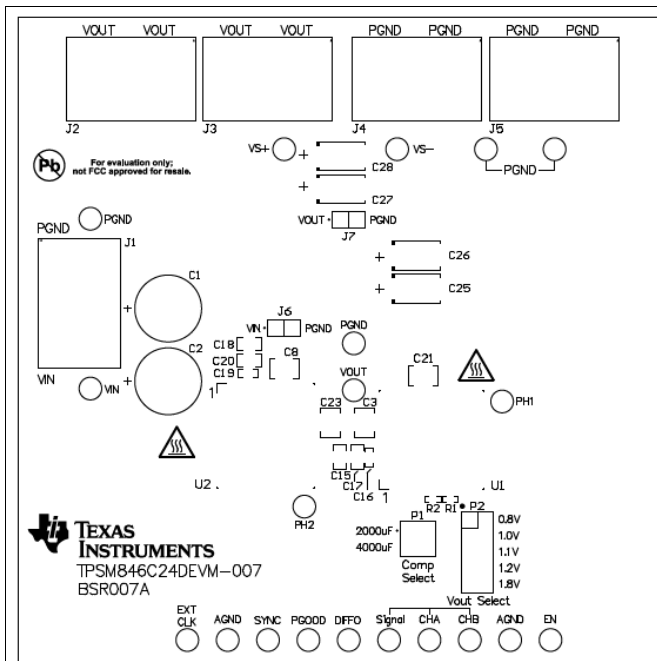 VOUT VOUT VOUT VOUT PGND PGND PGND PGND
J2 J3 J4 J5
VS+ + VS-
C28
PGND
Pb
For evaluation only;
not FCC approved for resale.
+ C27
PGND
VOUT PGND
J7
PGND J1
C26
+
C1
C25
+
+
J6
VIN PGND
PGND
C18
C2
C20
C8
C19
C21
VOUT
VIN
+
VIN
1
PH1
C23 C3
C15
C17
C16
1
U2 U1
PH2
R2 R1
P1 P2
2000uF
4000uF
Comp
Select
0.8V
1.0V
1.1V
1.2V
1.8V
Vout Select
TEXAS
INSTRUMENTS
TPSM846C24DEVM-007
BSR007A
EXT
CLK
AGND SYNC PGOOD DIFFO Signal CHA CHB AGND EN